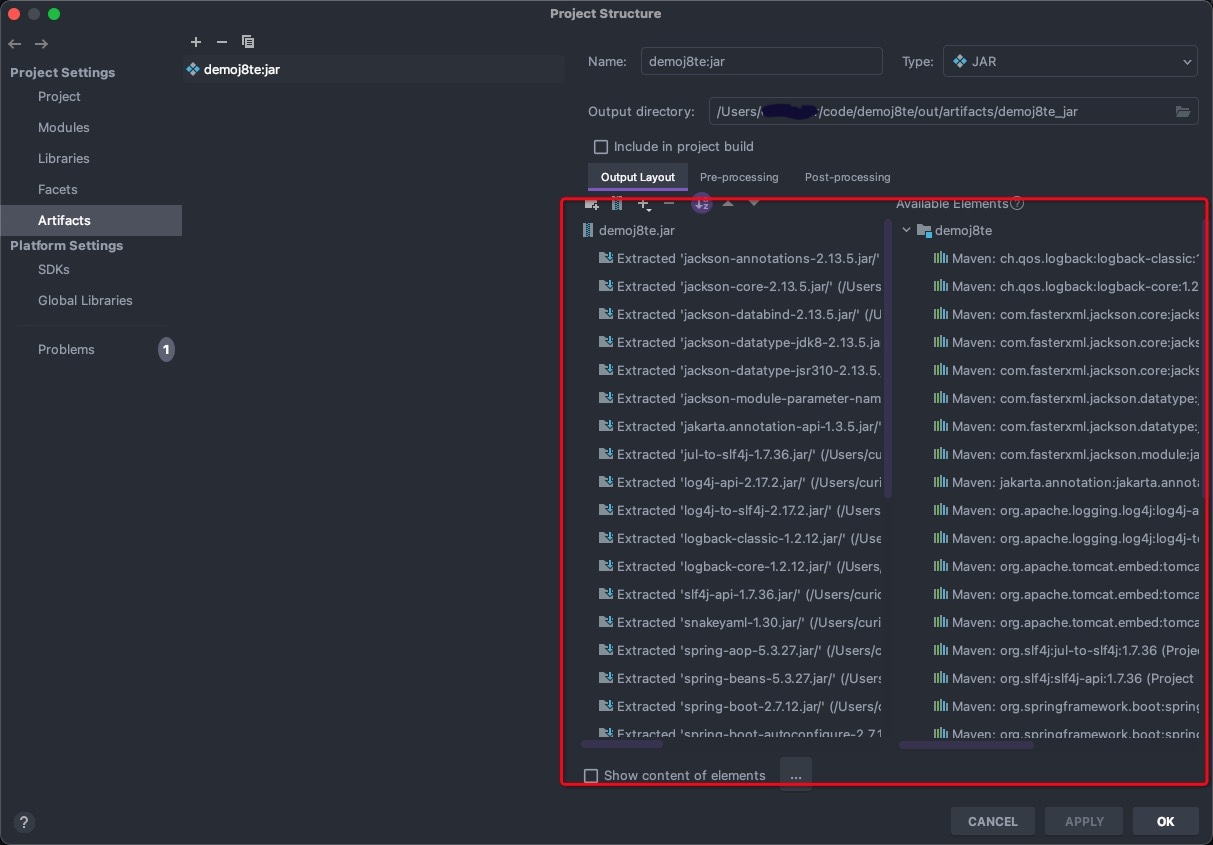 Project Structure
Project Settings
Project
Modules
Libraries
Facets
Artifacts
Platform Settings
SDKs
Global Libraries
Problems
1
demoj8te:jar
Name: demoj8te:jar
Type: JAR
Output directory: /Users/ /code/demoj8te/out/artifacts/demoj8te_jar
Include in project build
Output Layout Pre-processing Post-processing
Available Elements
demoj8te.jar
Extracted 'jackson-annotations-2.13.5.jar/'
Extracted 'jackson-core-2.13.5.jar/' (/Users
Extracted 'jackson-databind-2.13.5.jar/' (/U
Extracted 'jackson-datatype-jdk8-2.13.5.ja
Extracted 'jackson-datatype-jsr310-2.13.5.
Extracted 'jackson-module-parameter-nam
Extracted 'jakarta.annotation-api-1.3.5.jar/'
Extracted 'jul-to-slf4j-1.7.36.jar/' (/Users/cu
Extracted 'log4j-api-2.17.2.jar/' (/Users/curi
Extracted 'log4j-to-slf4j-2.17.2.jar/' (/Users
Extracted 'logback-classic-1.2.12.jar/' (/Use
Extracted 'logback-core-1.2.12.jar/' (/Users,
Extracted 'slf4j-api-1.7.36.jar/' (/Users/curio
Extracted 'snakeyaml-1.30.jar/' (/Users/curi
Extracted 'spring-aop-5.3.27.jar/' (/Users/c
Extracted 'spring-beans-5.3.27.jar/' (/Users
Extracted 'spring-boot-2.7.12.jar/' (/Users/c
Extracted 'spring-boot-autoconfigure-2.7.1
demoj8te
Maven: ch.qos.logback:logback-classic:1
Maven: ch.qos.logback:logback-core:1.2
Maven: com.fasterxml.jackson.core:jacks
Maven: com.fasterxml.jackson.core:jacks
Maven: com.fasterxml.jackson.core:jacks
Maven: com.fasterxml.jackson.datatype:
Maven: com.fasterxml.jackson.datatype:
Maven: com.fasterxml.jackson.module:ja
Maven: jakarta.annotation:jakarta.annota
Maven: org.apache.logging.log4j:log4j-a
Maven: org.apache.logging.log4j:log4j-t
Maven: org.apache.tomcat.embed:tomca
Maven: org.apache.tomcat.embed:tomca
Maven: org.apache.tomcat.embed:tomca
Maven: org.slf4j:jul-to-slf4j:1.7.36 (Proje
Maven: org.slf4j:slf4j-api:1.7.36 (Project
Maven: org.springframework.boot:spring
Maven: org.springframework.boot:spring
Show content of elements ...
? CANCEL APPLY OK